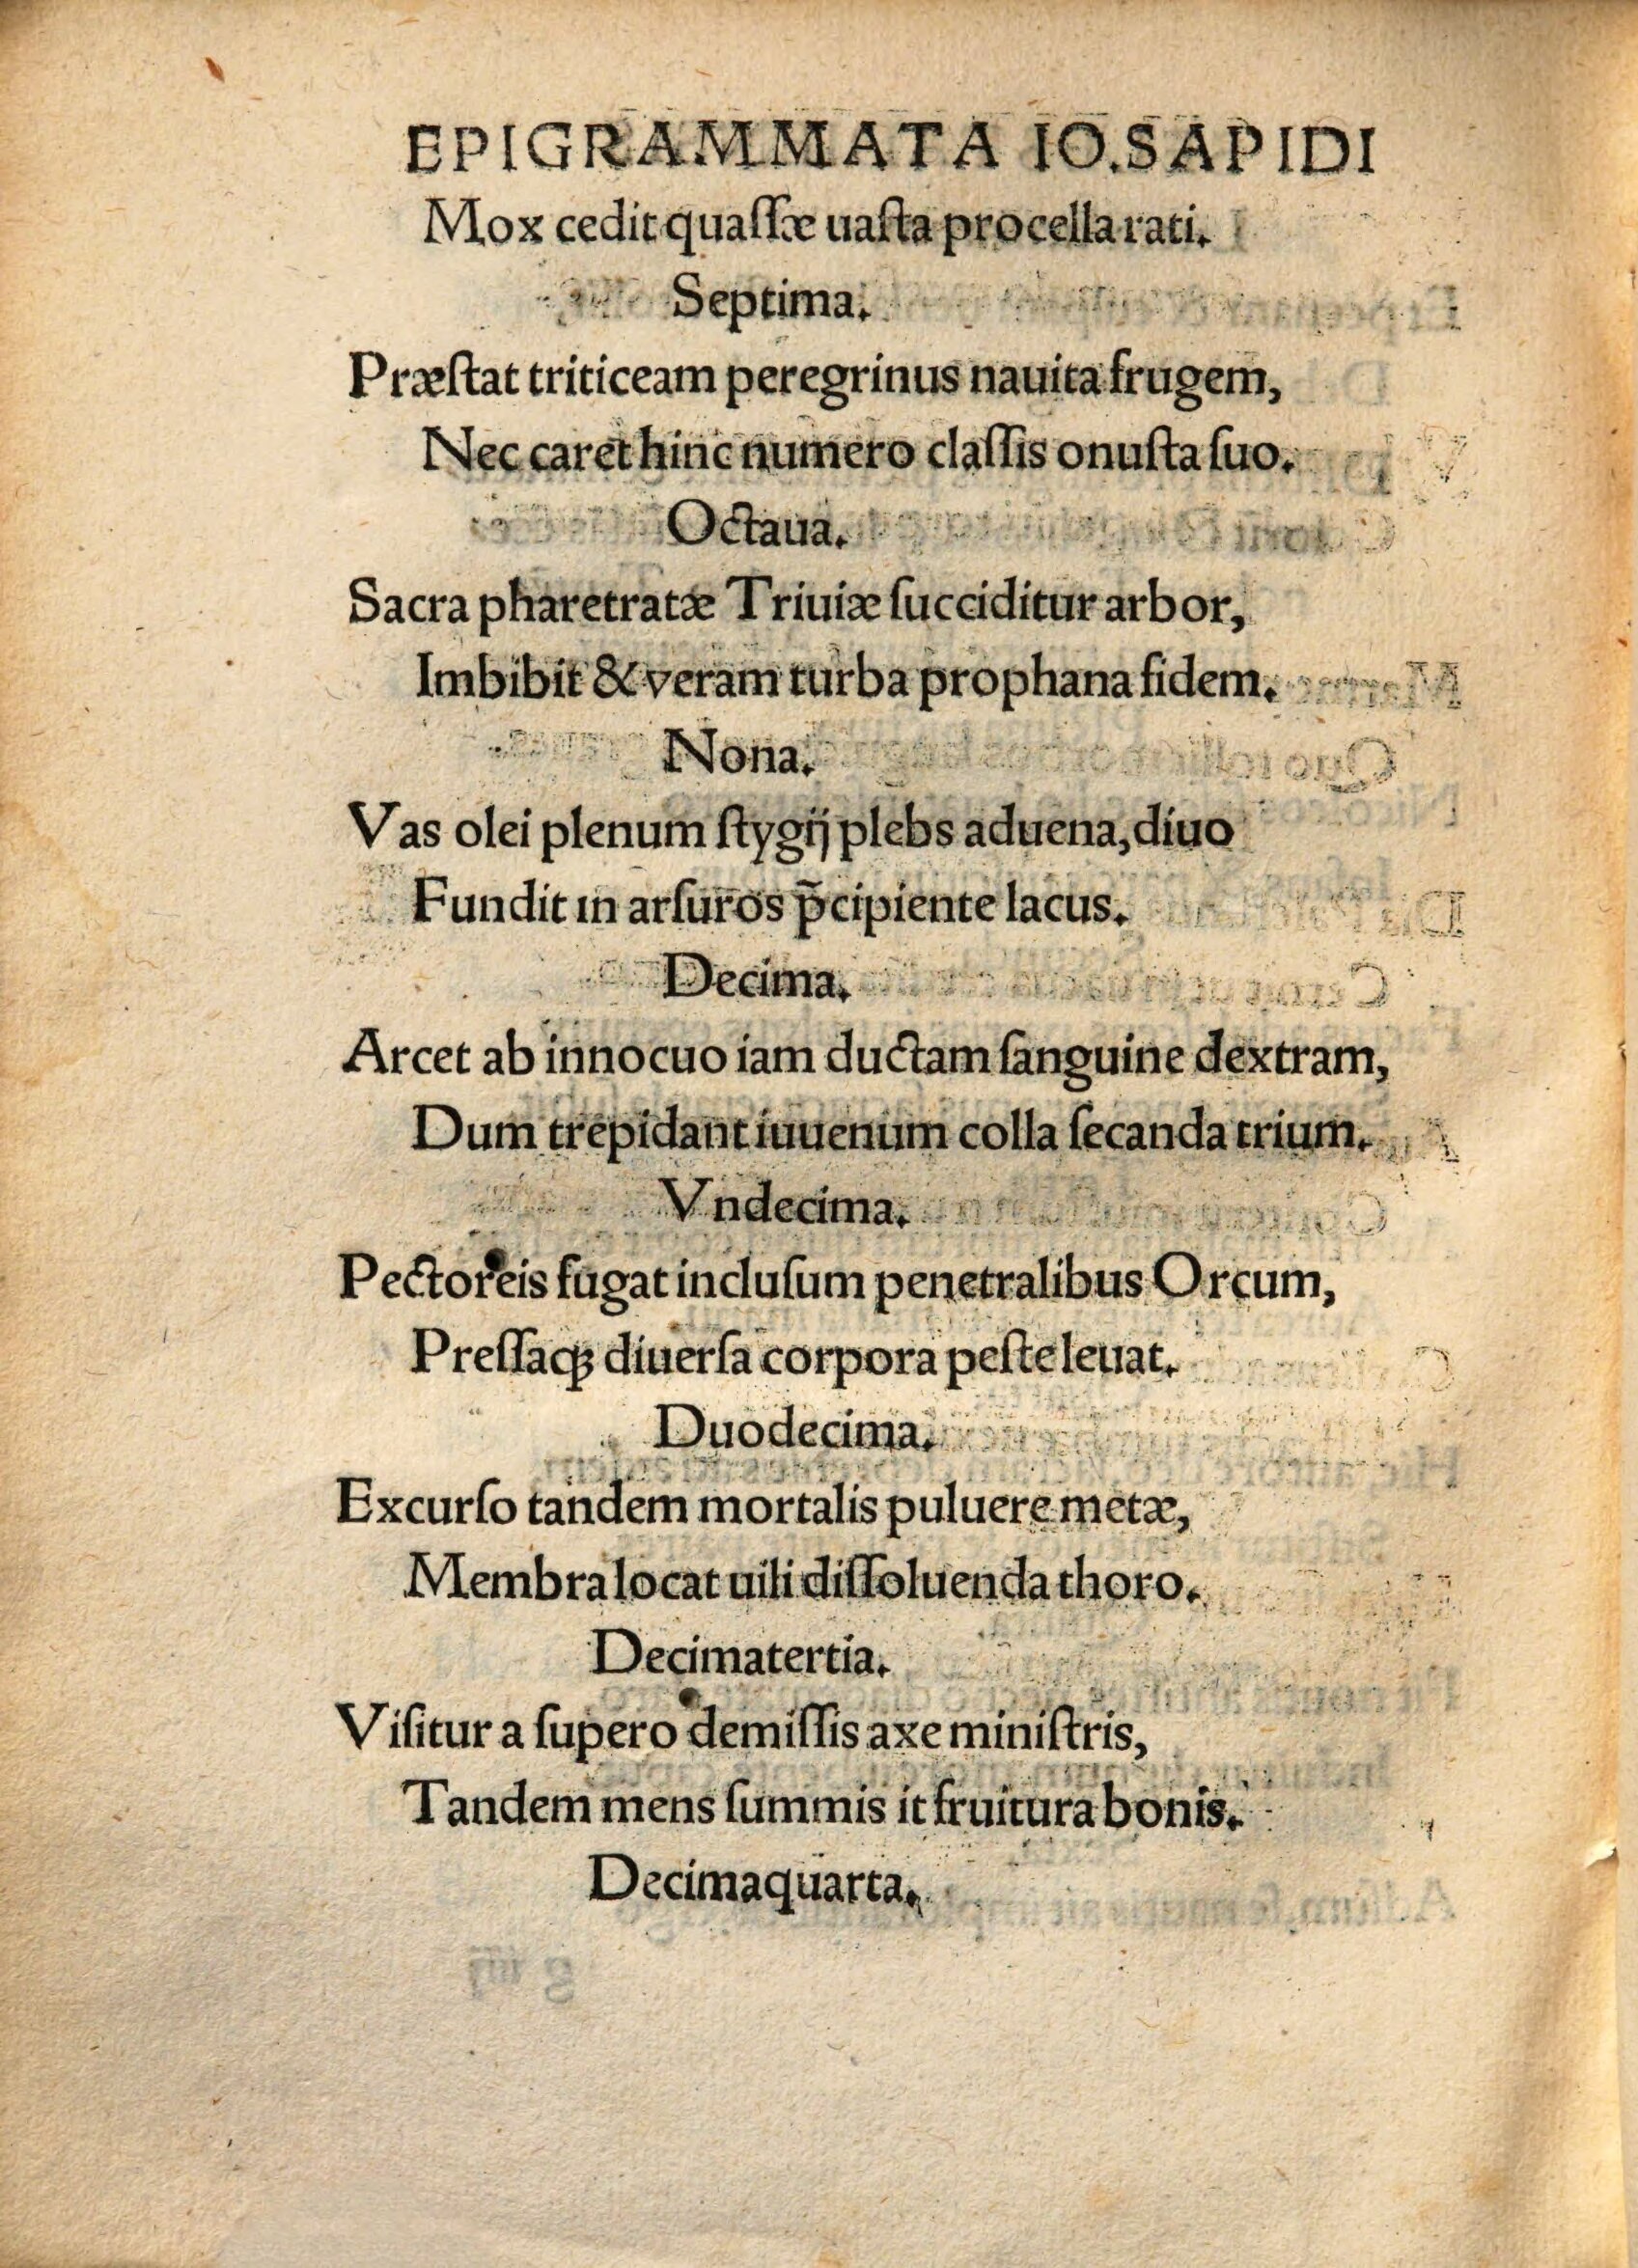 EPIGRAMMATA IO.SAPIDI
Mox cedit quaſſæ uaſta procella rati.
Septima.
Præſtat triticeam peregrinus nauita frugem,
Nec caret hinc numero claſſis onuſta ſuo.
Octaua.
Sacra pharetratæ Triuiæ ſucciditur arbor,
Imbibit & veram turba prophana fidem.
Nona.
Vas olei plenum ſtygij plebs aduena, diuo
Fundit in arſuros p̄cipiente lacus.
Decima.
Arcet ab innocuo iam ductam ſanguine dextram,
Dum trepidant iuuenum colla ſecanda trium.
Vndecima.
Pectoreis fugat incluſum penetralibus Orcum,
Preſſaqꝫ diuerſa corpora peſte leuat.
Duodecima.
Excurſo tandem mortalis puluere metæ,
Membra locat uili diſſoluenda thoro.
Decimatertia.
Viſitur a ſupero demiſſis axe miniſtris,
Tandem mens ſummis it fruitura bonis.
Decimaquarta.